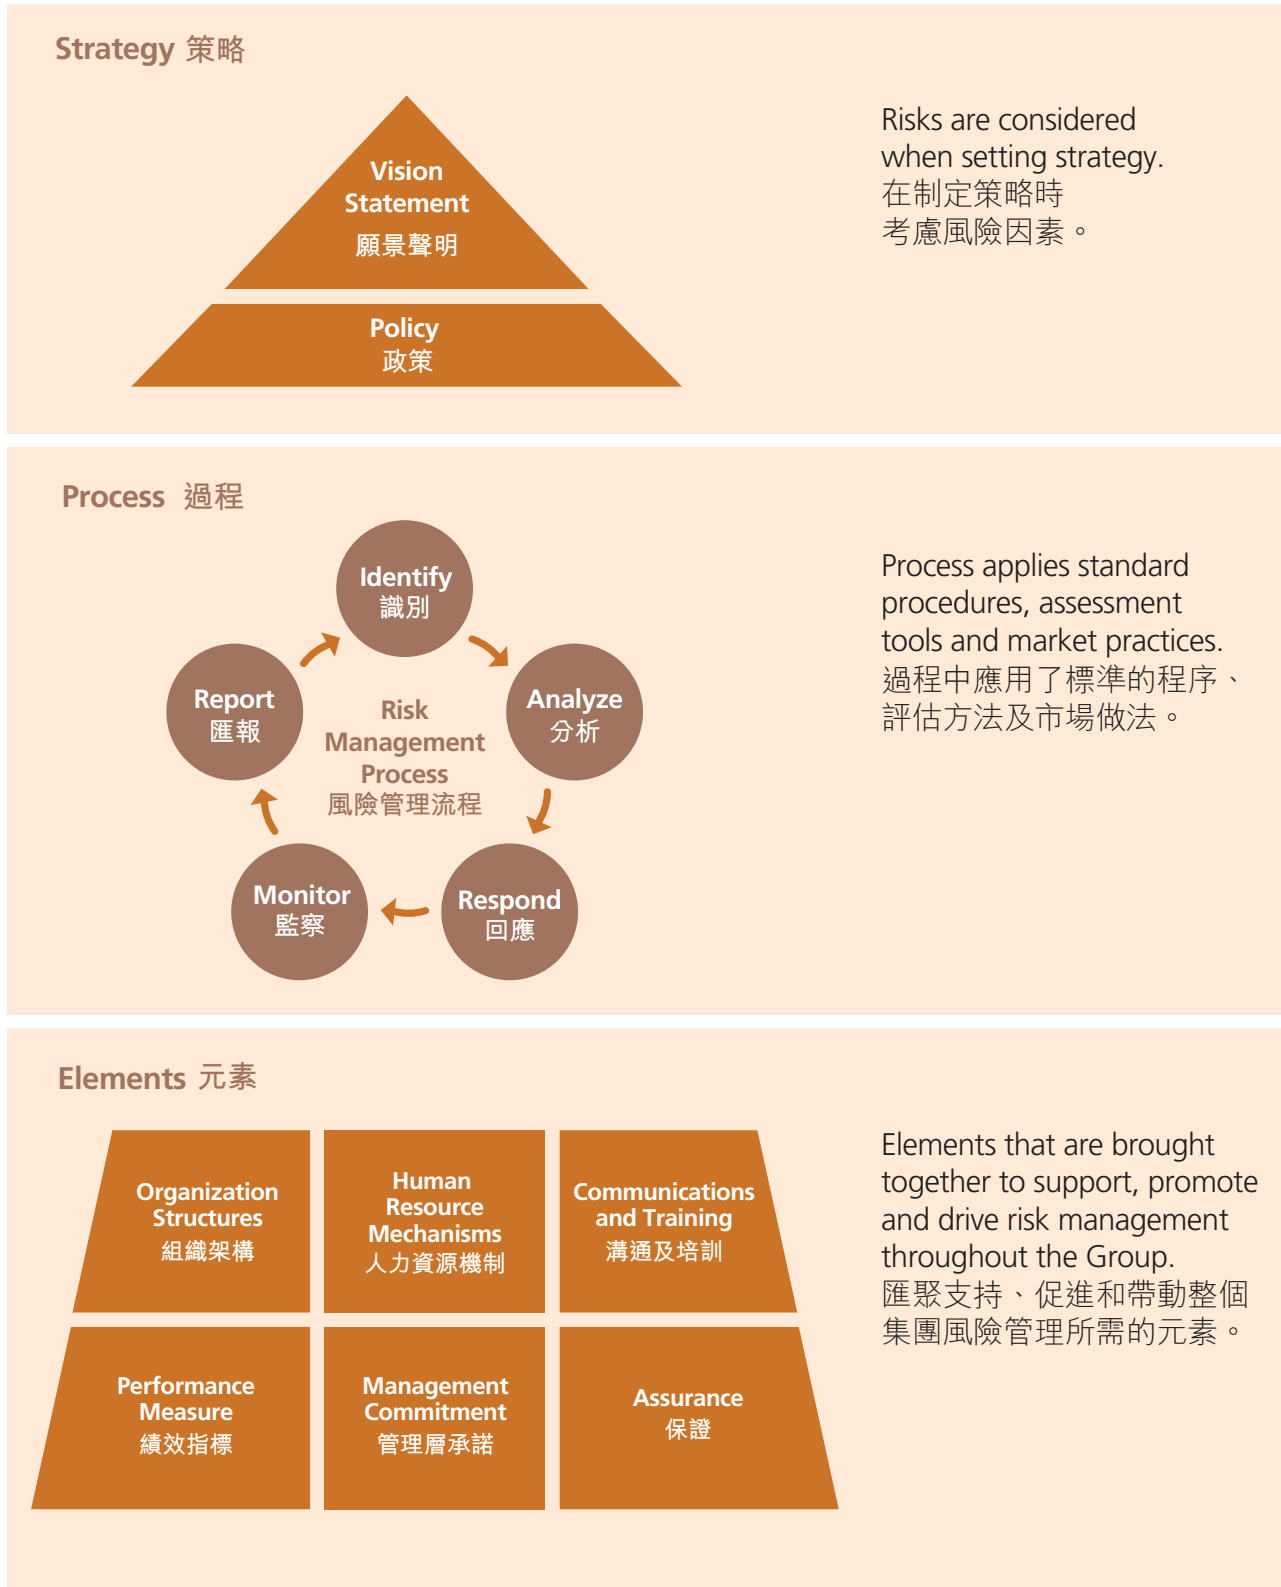 Strategy 策略
Vision
Statement
願景聲明
Policy
政策
Risks are considered
when setting strategy.
在制定策略時
考慮風險因素。
Process 過程
Identify
識別
Analyze
分析
Respond
回應
Monitor
監察
Report
匯報
Risk
Management
Process
風險管理流程
Process applies standard
procedures, assessment
tools and market practices.
過程中應用了標準的程序、
評估方法及市場做法。
Elements 元素
Organization
Structures
組織架構
Human
Resource
Mechanisms
人力資源機制
Communications
and Training
溝通及培訓
Performance
Measure
績效指標
Management
Commitment
管理層承諾
Assurance
保證
Elements that are brought
together to support, promote
and drive risk management
throughout the Group.
匯聚支持、促進和帶動整個
集團風險管理所需的元素。